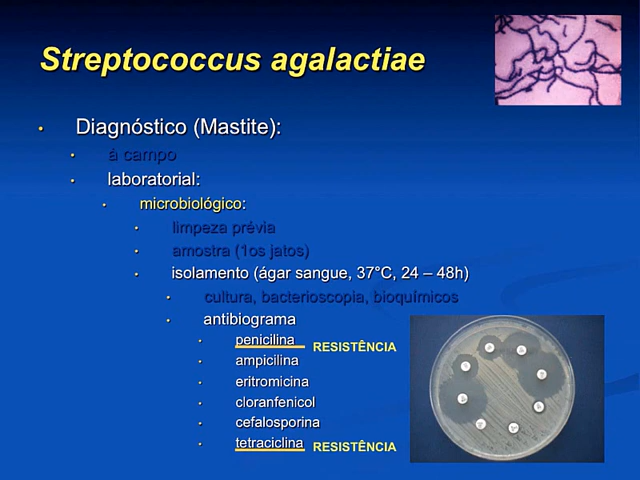 Streptococcus agalactiae
• Diagnóstico (Mastite):
• á campo
• laboratorial:
• microbiológico:
• limpeza prévia
• amostra (1os jatos)
• isolamento (ágar sangue, 37°C, 24 – 48h)
• cultura, bacterioscopia, bioquímicos
• antibiograma
• penicilina RESISTÊNCIA
• ampicilina
• eritromicina
• cloranfenicol
• cefalosporina
• tetraciclina RESISTÊNCIA